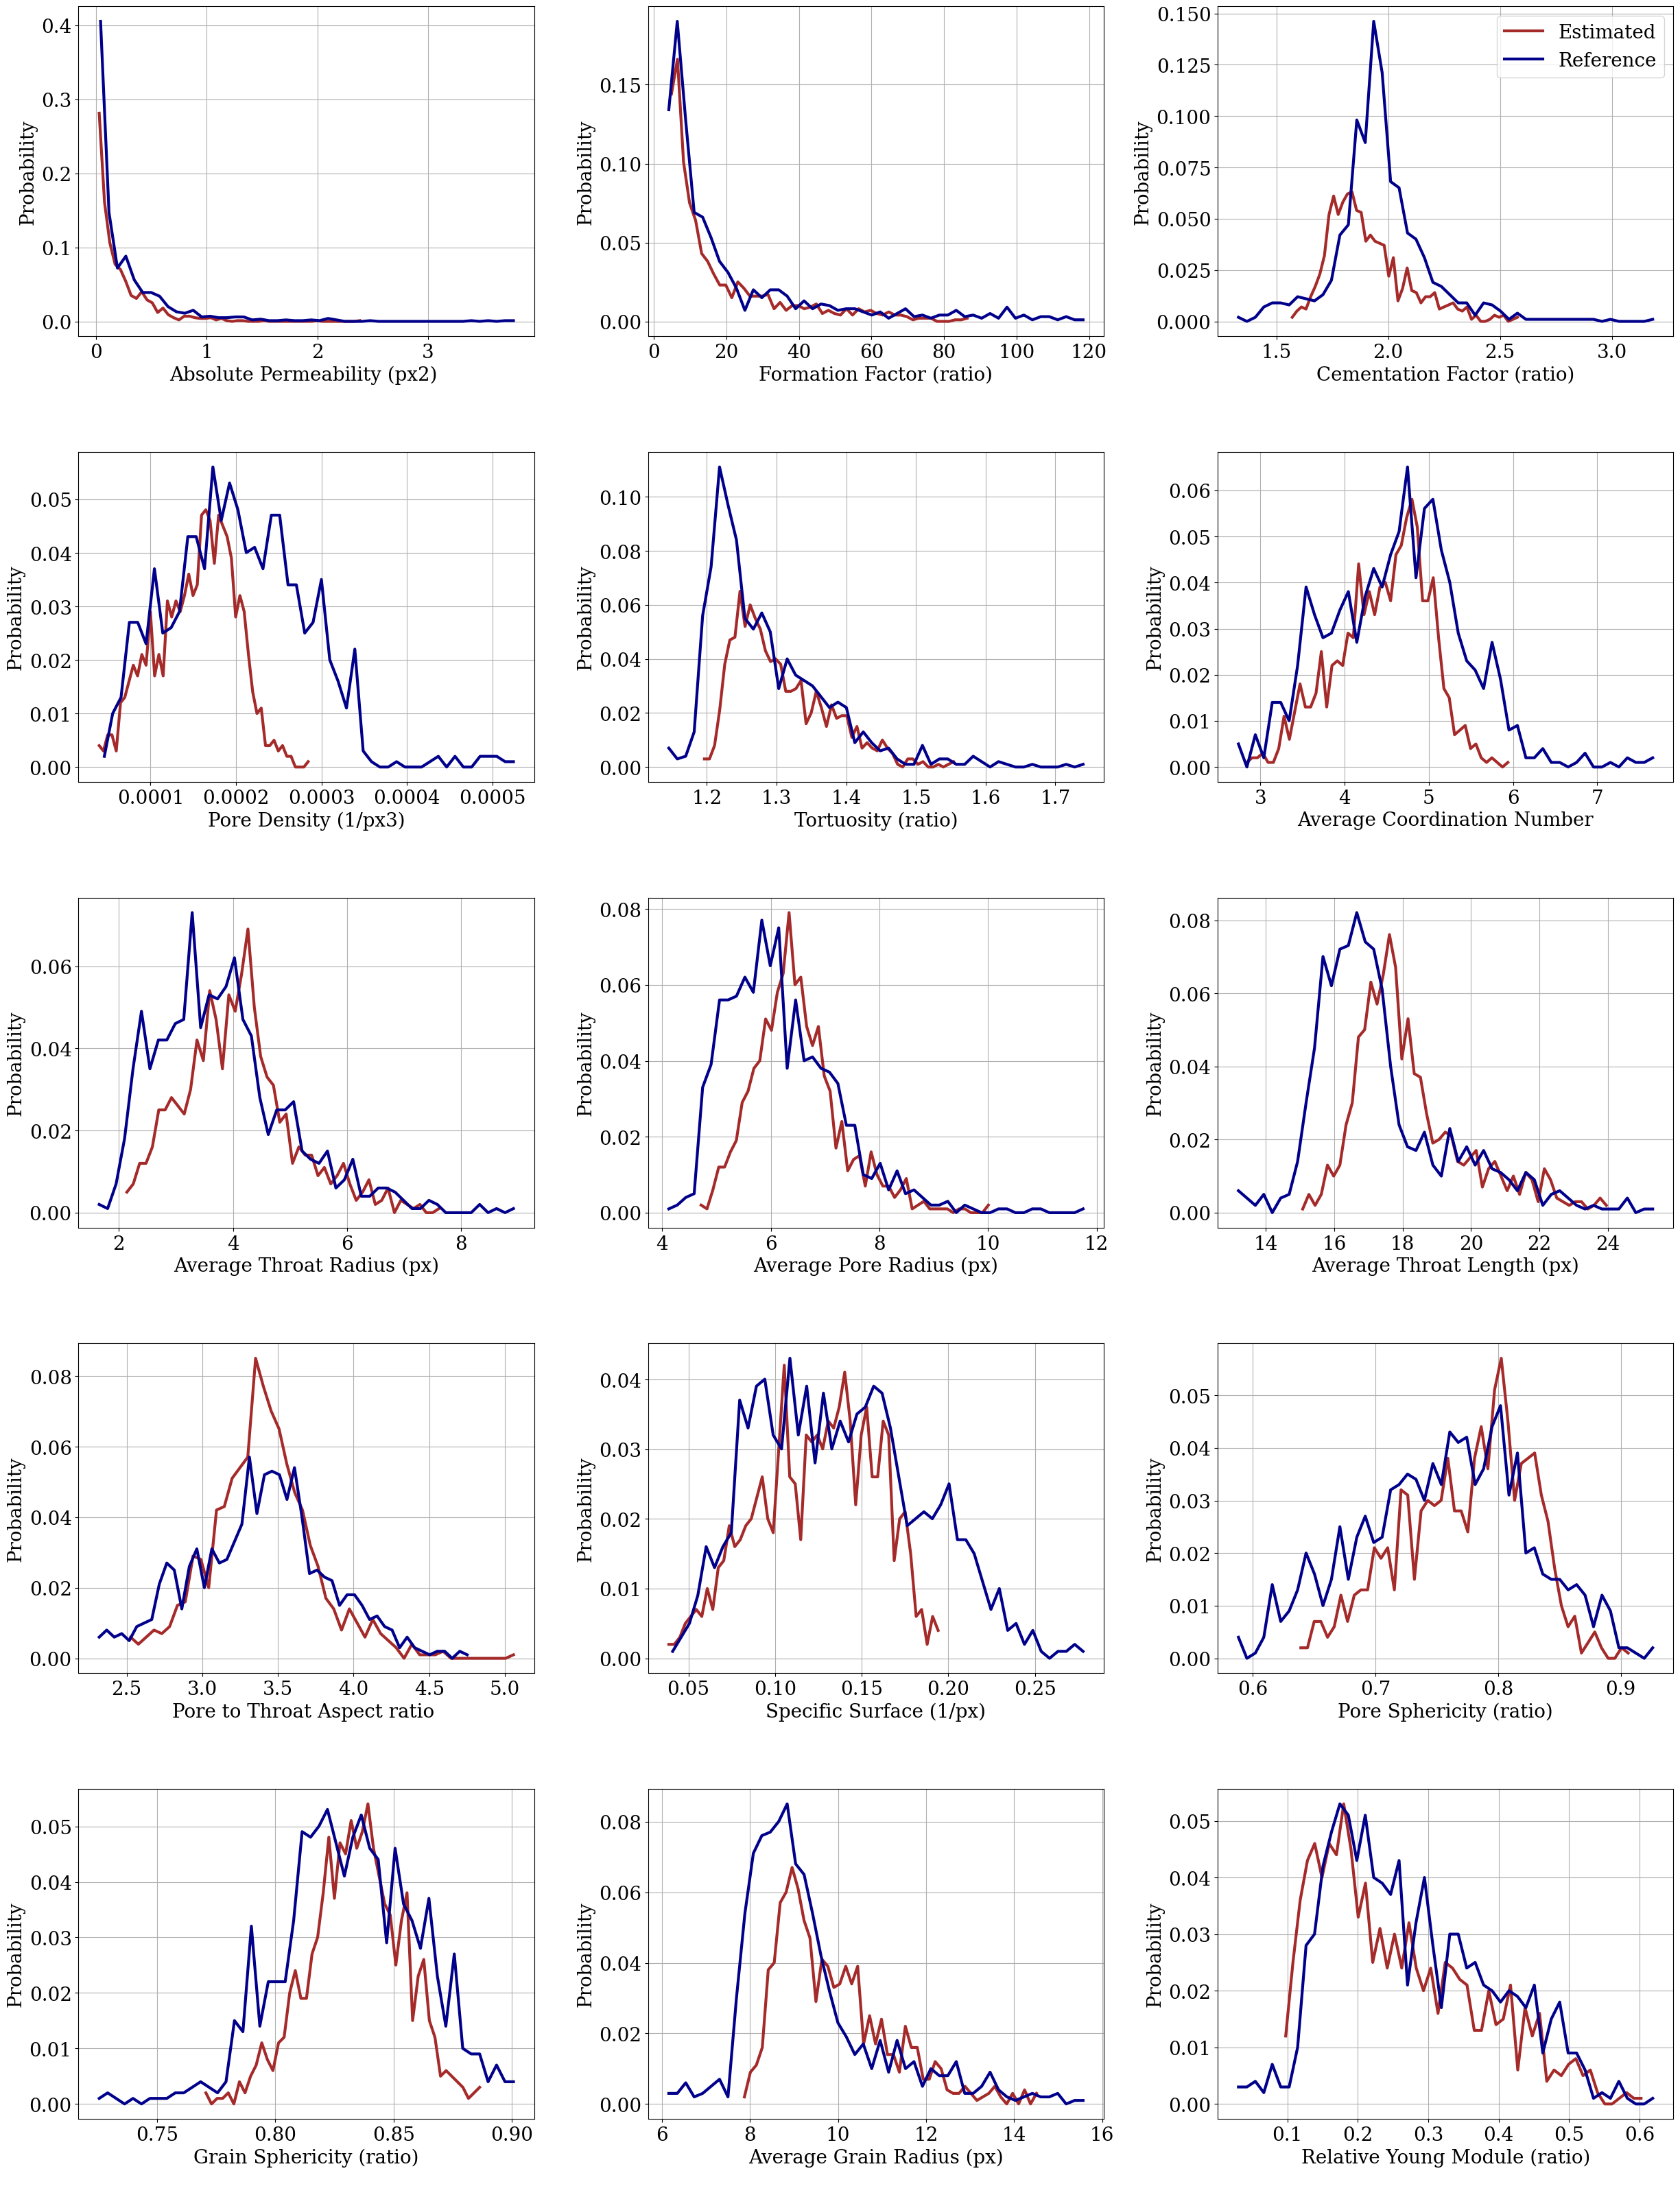 0.4
0.3
0.2
0.1
0.0
Probability
0 1 2 3
Absolute Permeability (px2)
0.15
0.10
0.05
0.00
Probability
0 20 40 60 80 100 120
Formation Factor (ratio)
0.150
0.125
0.100
0.075
0.050
0.025
0.000
Probability
Estimated
Reference
1.5 2.0 2.5 3.0
Cementation Factor (ratio)
0.05
0.04
0.03
0.02
0.01
0.00
Probability
0.0001 0.0002 0.0003 0.0004 0.0005
Pore Density (1/px3)
0.10
0.08
0.06
0.04
0.02
0.00
Probability
1.2 1.3 1.4 1.5 1.6 1.7
Tortuosity (ratio)
0.06
0.05
0.04
0.03
0.02
0.01
0.00
Probability
3 4 5 6 7
Average Coordination Number
0.06
0.04
0.02
0.00
Probability
2 4 6 8
Average Throat Radius (px)
0.08
0.06
0.04
0.02
0.00
Probability
4 6 8 10 12
Average Pore Radius (px)
0.08
0.06
0.04
0.02
0.00
Probability
14 16 18 20 22 24
Average Throat Length (px)
0.08
0.06
0.04
0.02
0.00
Probability
2.5 3.0 3.5 4.0 4.5 5.0
Pore to Throat Aspect ratio
0.04
0.03
0.02
0.01
0.00
Probability
0.05 0.10 0.15 0.20 0.25
Specific Surface (1/px)
0.05
0.04
0.03
0.02
0.01
0.00
Probability
0.6 0.7 0.8 0.9
Pore Sphericity (ratio)
0.05
0.04
0.03
0.02
0.01
0.00
Probability
0.75 0.80 0.85 0.90
Grain Sphericity (ratio)
0.08
0.06
0.04
0.02
0.00
Probability
6 8 10 12 14 16
Average Grain Radius (px)
0.05
0.04
0.03
0.02
0.01
0.00
Probability
0.1 0.2 0.3 0.4 0.5 0.6
Relative Young Module (ratio)